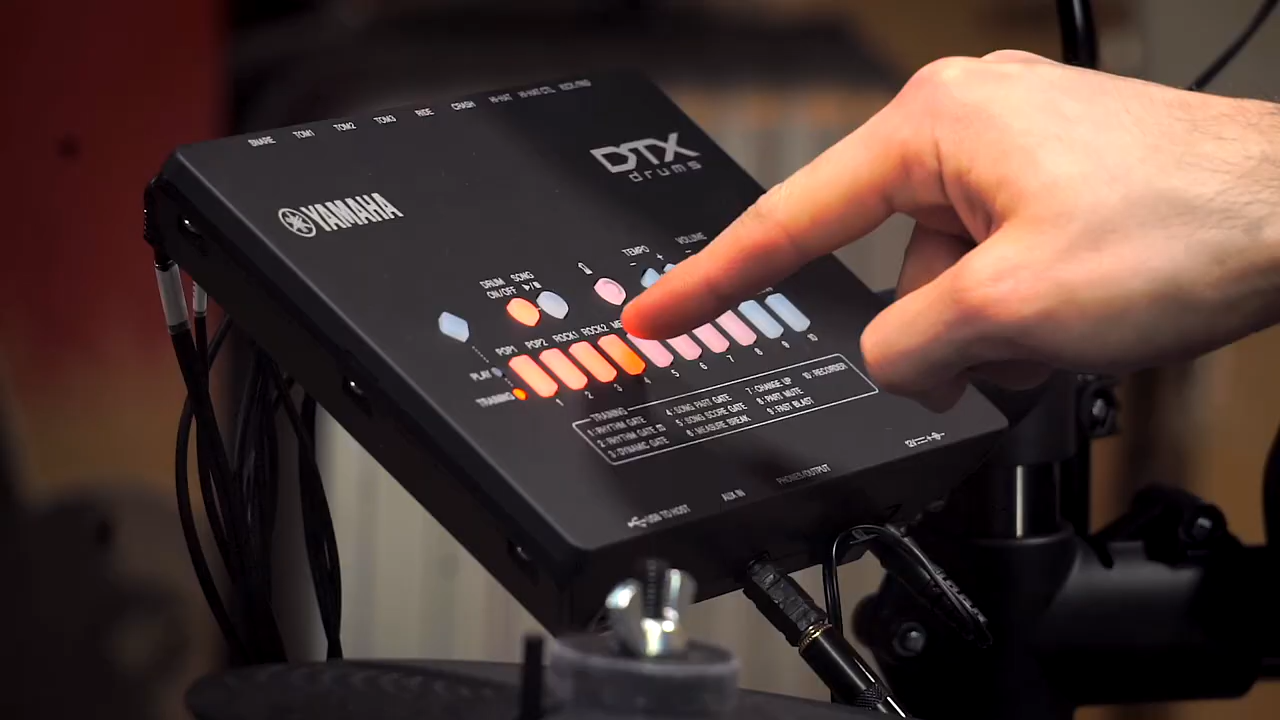 SNARE TOM1 TOM2 TOM3 RIDE CRASH HI-HAT HI-HAT CTL KICK/PAD
DTX
drums
YAMAHA
TEMPO VOLUME
− +
DRUM SONG
ON/OFF
POP1 POP2 ROCK1 ROCK2 ME
PLAY
TRAINING
1 2 3 4 5 6 7 8 9 10
TRAINING
1:RHYTHM GATE
2:RHYTHM GATE
3:DYNAMIC GATE
4:SONG PART GATE
5:SONG SCORE GATE
6:MEASURE BREAK
7:CHANGE UP
8:PART MUTE
9:FAST BLAST
10:RECORDER
USB TO HOST AUX IN PHONES/OUTPUT 12V